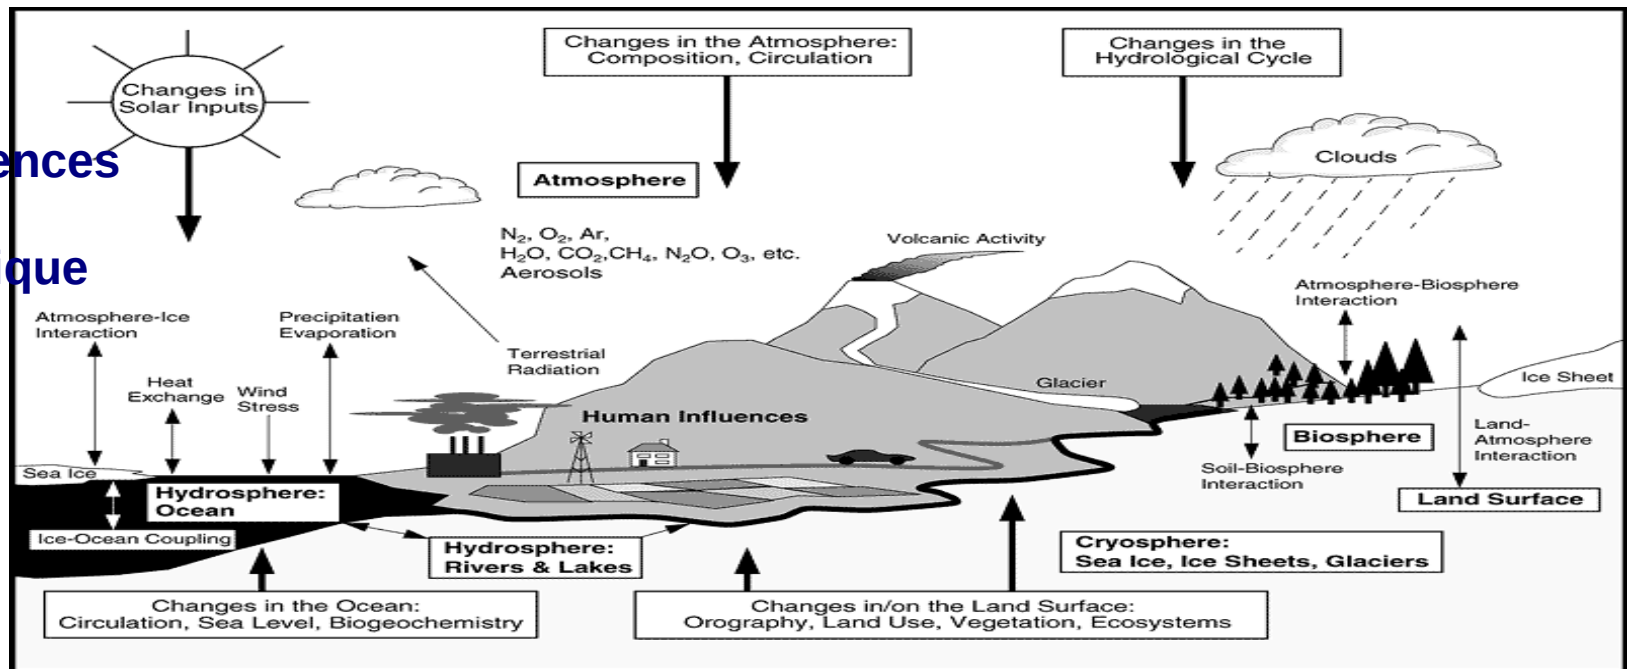 Changes in the Atmosphere:
Composition, Circulation
Changes in the
Hydrological Cycle
Changes in
Solar Inputs
ences
ique
Clouds
Atmosphere
N₂, O₂, Ar,
H₂O, CO₂,CH₄, N₂O, O₃, etc.
Aerosols
Volcanic Activity
Atmosphere-Biosphere
Interaction
Atmosphere-Ice
Interaction
Precipitation
Evaporation
Terrestrial
Radiation
Heat
Exchange
Wind
Stress
Glacier
Ice Sheet
Human Influences
Biosphere
Land-
Atmosphere
Interaction
Soil-Biosphere
Interaction
Land Surface
Sea Ice
Hydrosphere:
Ocean
Ice-Ocean Coupling
Hydrosphere:
Rivers & Lakes
Cryosphere:
Sea Ice, Ice Sheets, Glaciers
Changes in the Ocean:
Circulation, Sea Level, Biogeochemistry
Changes in/on the Land Surface:
Orography, Land Use, Vegetation, Ecosystems